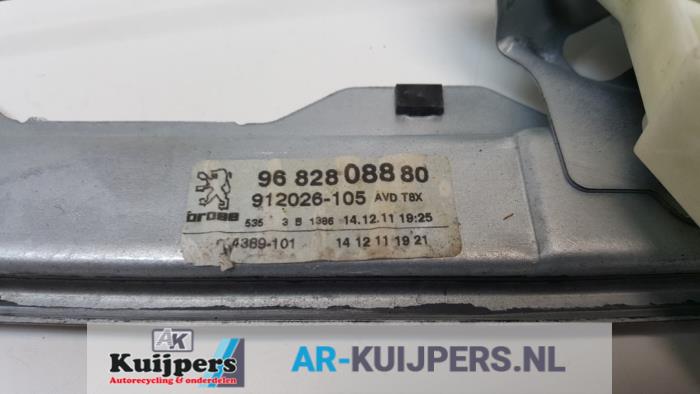 96 828 088 80
912026-105 AVD T8X
brose
535 3 B 1386 14.12.11 19:25
4389-101 14 12 11 19 21
AK
Kuijpers
Autorecycling & onderdelen
AR-KUIJPERS.NL